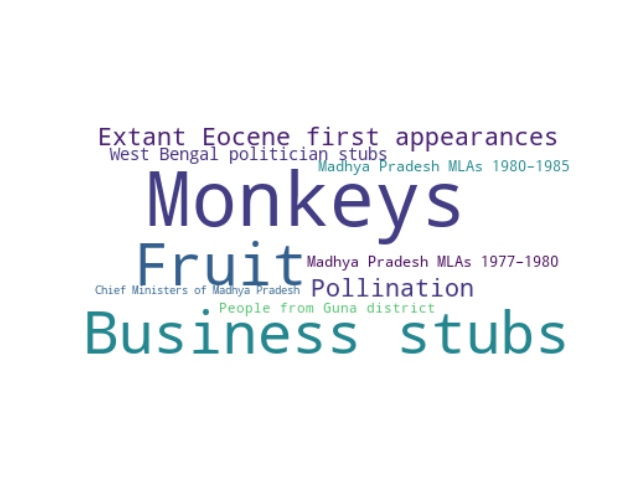 Extant Eocene first appearances
West Bengal politician stubs
Madhya Pradesh MLAs 1980–1985
Monkeys
Fruit
Madhya Pradesh MLAs 1977–1980
Chief Ministers of Madhya Pradesh
Pollination
People from Guna district
Business stubs